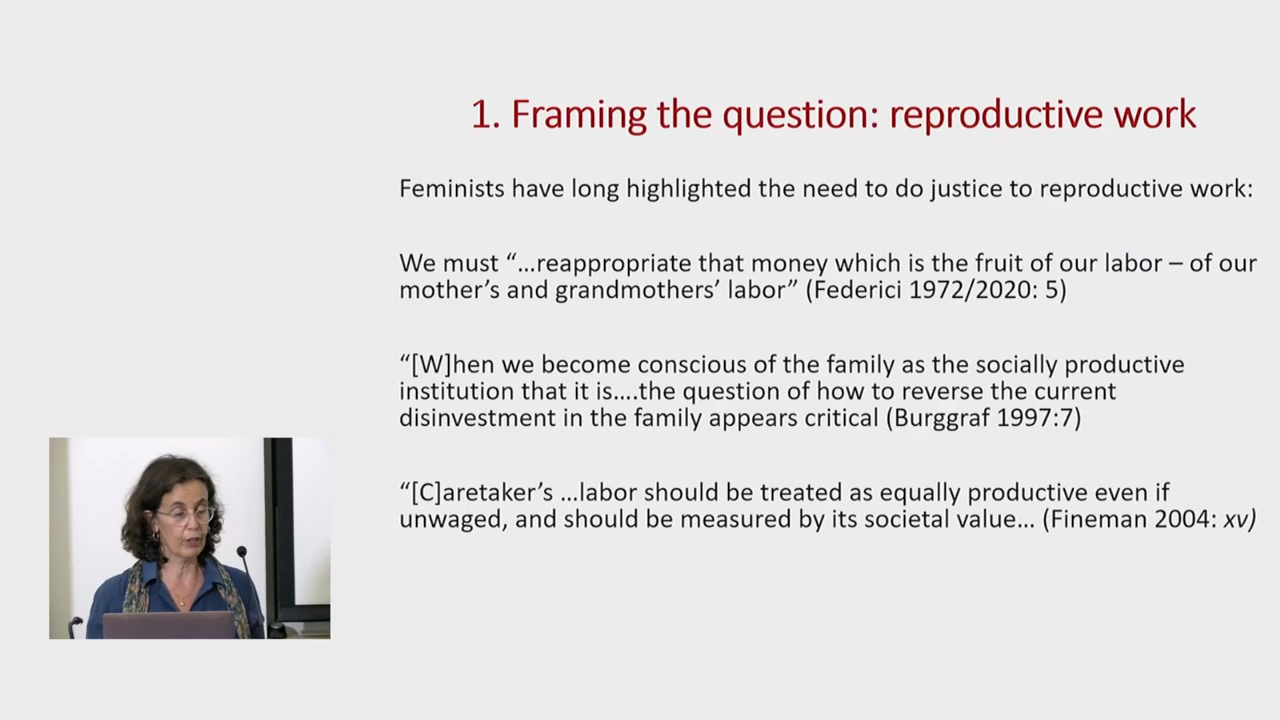 1. Framing the question: reproductive work
Feminists have long highlighted the need to do justice to reproductive work:
We must “…reappropriate that money which is the fruit of our labor – of our
mother’s and grandmothers’ labor” (Federici 1972/2020: 5)
“[W]hen we become conscious of the family as the socially productive
institution that it is….the question of how to reverse the current
disinvestment in the family appears critical (Burggraf 1997:7)
“[C]aretaker’s …labor should be treated as equally productive even if
unwaged, and should be measured by its societal value… (Fineman 2004: xv)